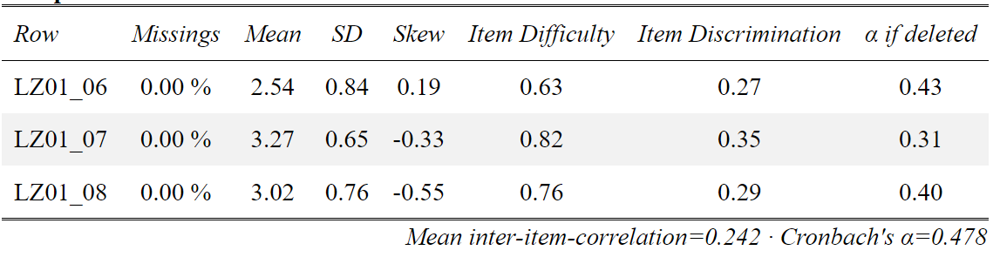 Row Missings Mean SD Skew Item Difficulty Item Discrimination α if deleted
LZ01_06 0.00 % 2.54 0.84 0.19 0.63 0.27 0.43
LZ01_07 0.00 % 3.27 0.65 -0.33 0.82 0.35 0.31
LZ01_08 0.00 % 3.02 0.76 -0.55 0.76 0.29 0.40
Mean inter-item-correlation=0.242 · Cronbach's α=0.478